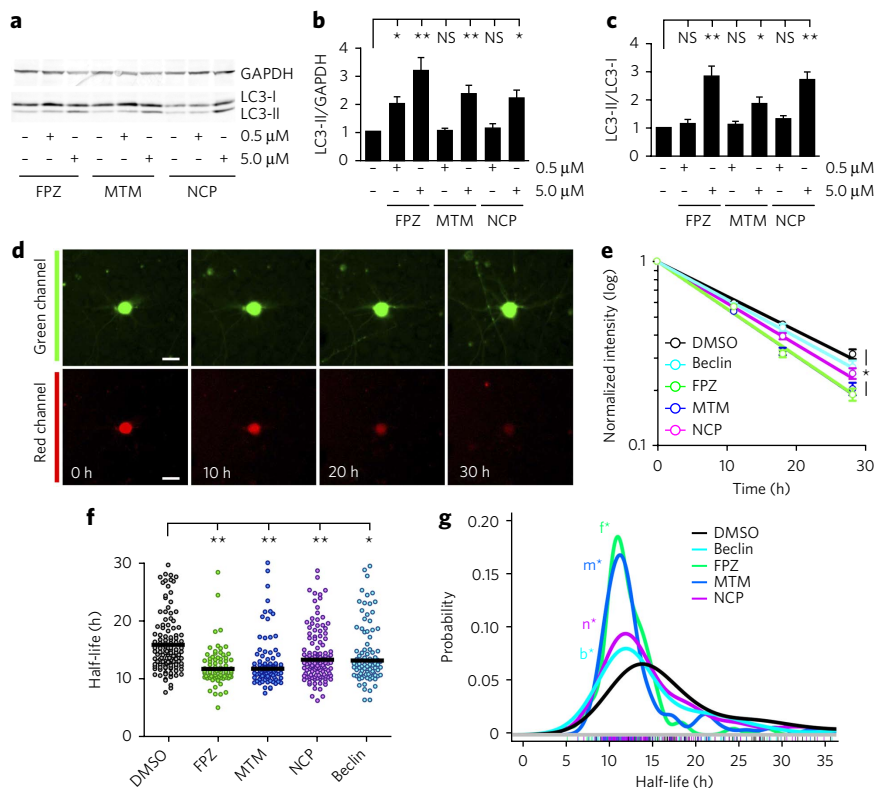 a
GAPDH
LC3-I
LC3-II
– + – – + – – + – 0.5 µM
– – + – – + – – + 5.0 µM
FPZ MTM NCP
b
* ** NS ** NS *
LC3-II/GAPDH
4
3
2
1
0
– + – + – + – 0.5 µM
– – + – + – + 5.0 µM
FPZ MTM NCP
c
NS ** NS * NS **
LC3-II/LC3-I
4
3
2
1
0
– + – + – + – 0.5 µM
– – + – + – + 5.0 µM
FPZ MTM NCP
d
Green channel
Red channel
0 h 10 h 20 h 30 h
e
Normalized intensity (log)
1
0.1
DMSO
Beclin
FPZ
MTM
NCP
*
0 10 20 30
Time (h)
f
** ** ** *
Half-life (h)
30
20
10
0
DMSO FPZ MTM NCP Beclin
g
Probability
0.20
0.15
0.10
0.05
0
f*
m*
n*
b*
DMSO
Beclin
FPZ
MTM
NCP
0 5 10 15 20 25 30 35
Half-life (h)